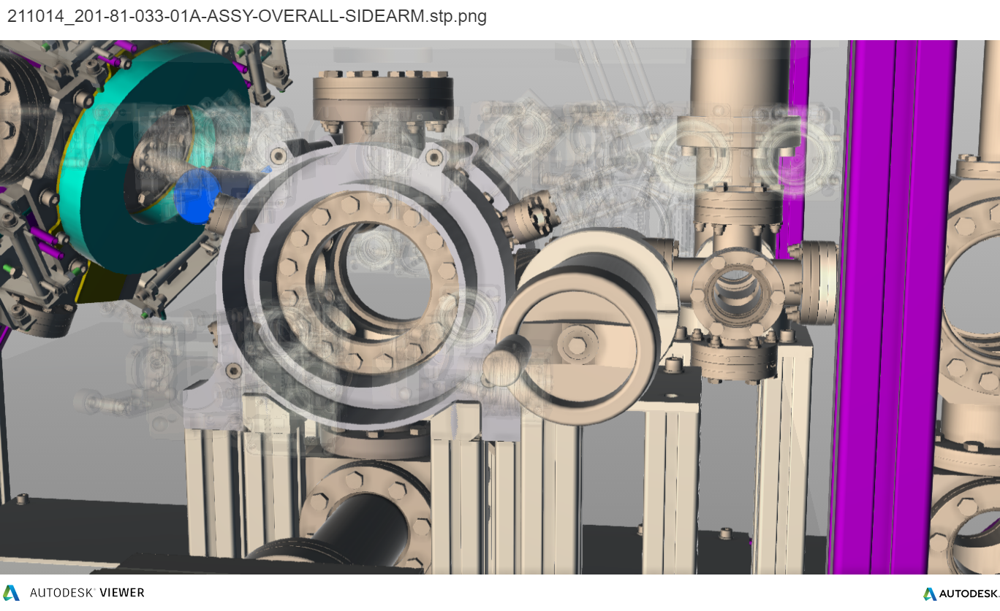 211014_201-81-033-01A-ASSY-OVERALL-SIDEARM.stp.png
AUTODESK® VIEWER
AUTODESK